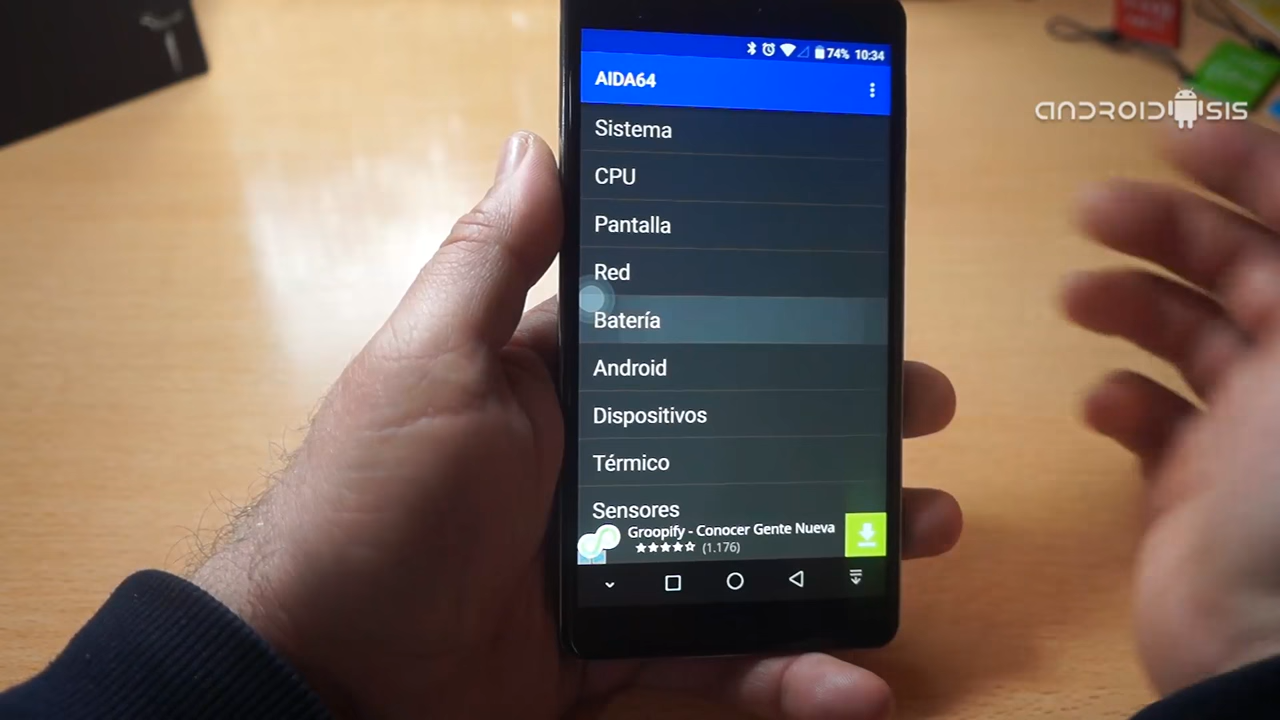 74% 10:34
AIDA64
ANDROIDSIS
Sistema
CPU
Pantalla
Red
Batería
Android
Dispositivos
Térmico
Sensores
Groopify - Conocer Gente Nueva
(1.176)